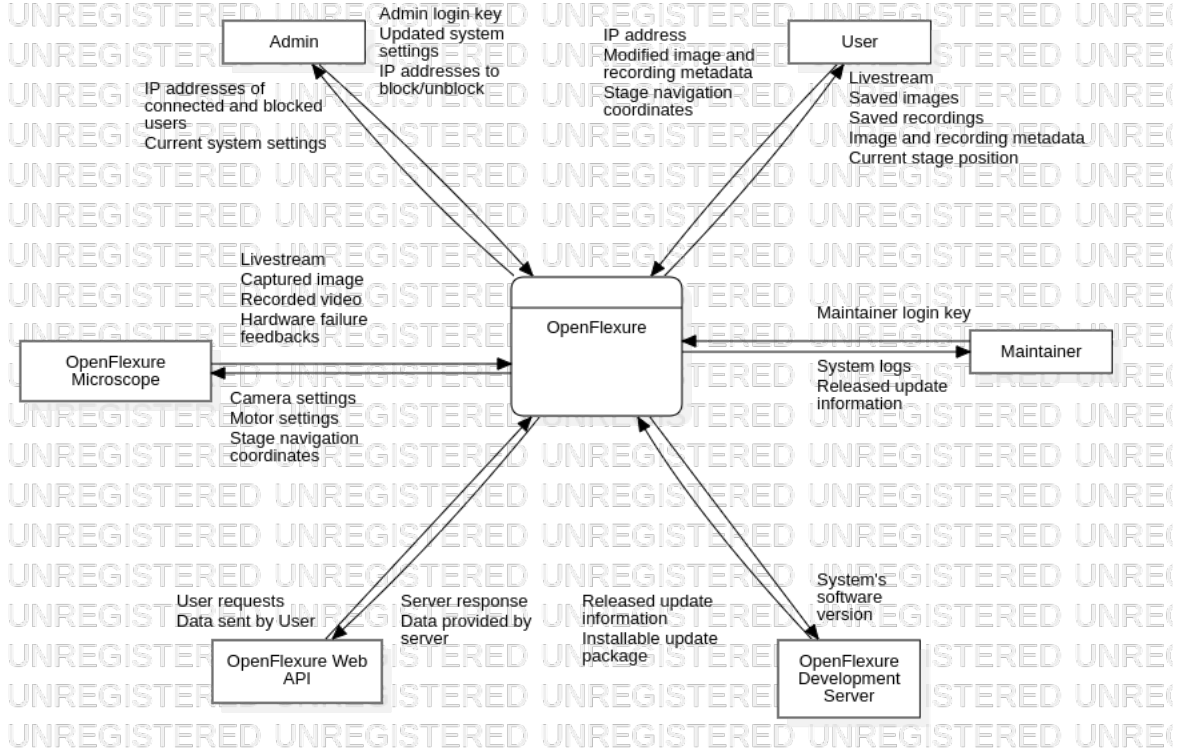 Admin
Admin login key
Updated system
settings
IP addresses to
block/unblock
IP addresses of
connected and blocked
users
Current system settings
IP address
Modified image and
recording metadata
Stage navigation
coordinates
User
Livestream
Saved images
Saved recordings
Image and recording metadata
Current stage position
Livestream
Captured image
Recorded video
Hardware failure
feedbacks
OpenFlexure
Microscope
Camera settings
Motor settings
Stage navigation
coordinates
OpenFlexure
Maintainer login key
Maintainer
System logs
Released update
information
User requests
Data sent by User
Server response
Data provided by
server
OpenFlexure Web
API
Released update
information
Installable update
package
System's
software
version
OpenFlexure
Development
Server
UNREGISTERED UNREGISTERED UNREGISTERED UNREGISTERED